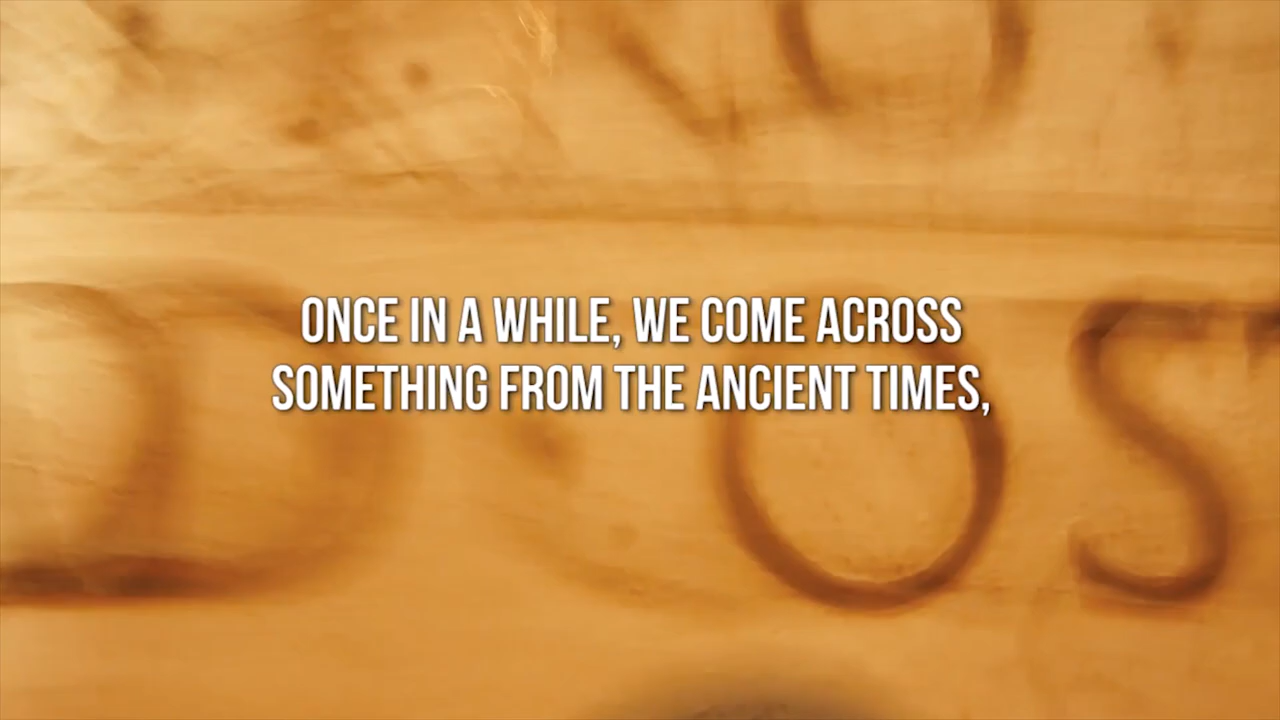 ONCE IN A WHILE, WE COME ACROSS
SOMETHING FROM THE ANCIENT TIMES,